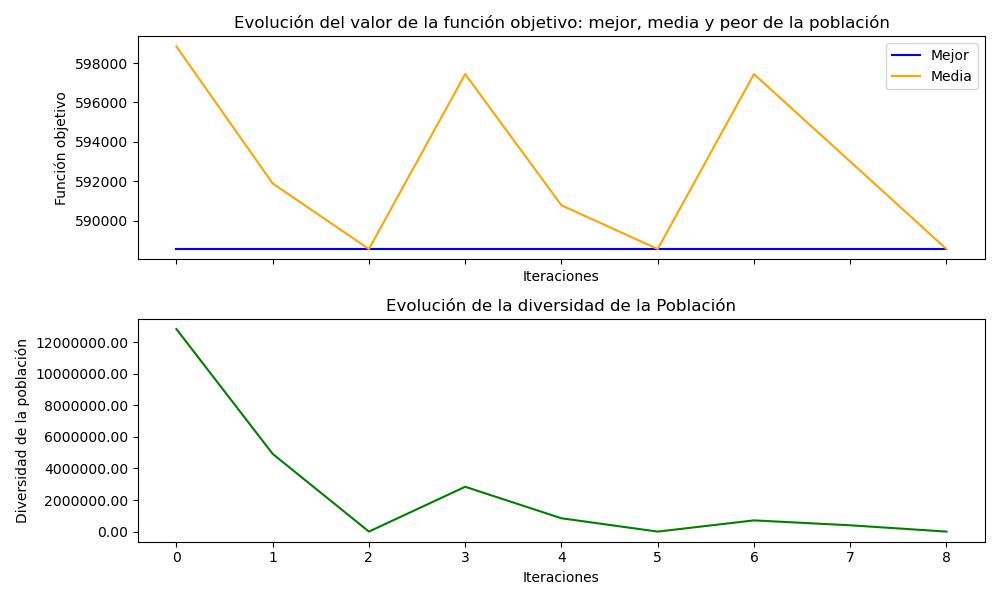 Evolución del valor de la función objetivo: mejor, media y peor de la población
Mejor
Media
598000
596000
594000
592000
590000
Función objetivo
Iteraciones
Evolución de la diversidad de la Población
12000000.00
10000000.00
8000000.00
6000000.00
4000000.00
2000000.00
0.00
Diversidad de la población
0 1 2 3 4 5 6 7 8
Iteraciones